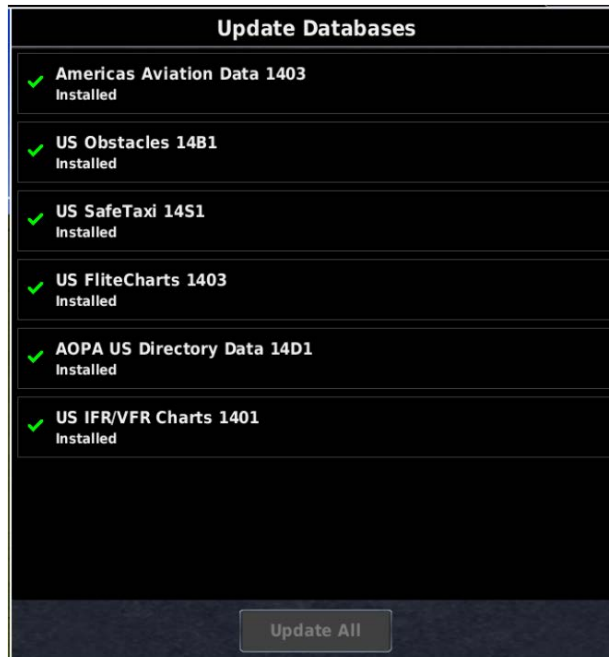 Update Databases
Americas Aviation Data 1403
Installed
US Obstacles 14B1
Installed
US SafeTaxi 14S1
Installed
US FliteCharts 1403
Installed
AOPA US Directory Data 14D1
Installed
US IFR/VFR Charts 1401
Installed
Update All